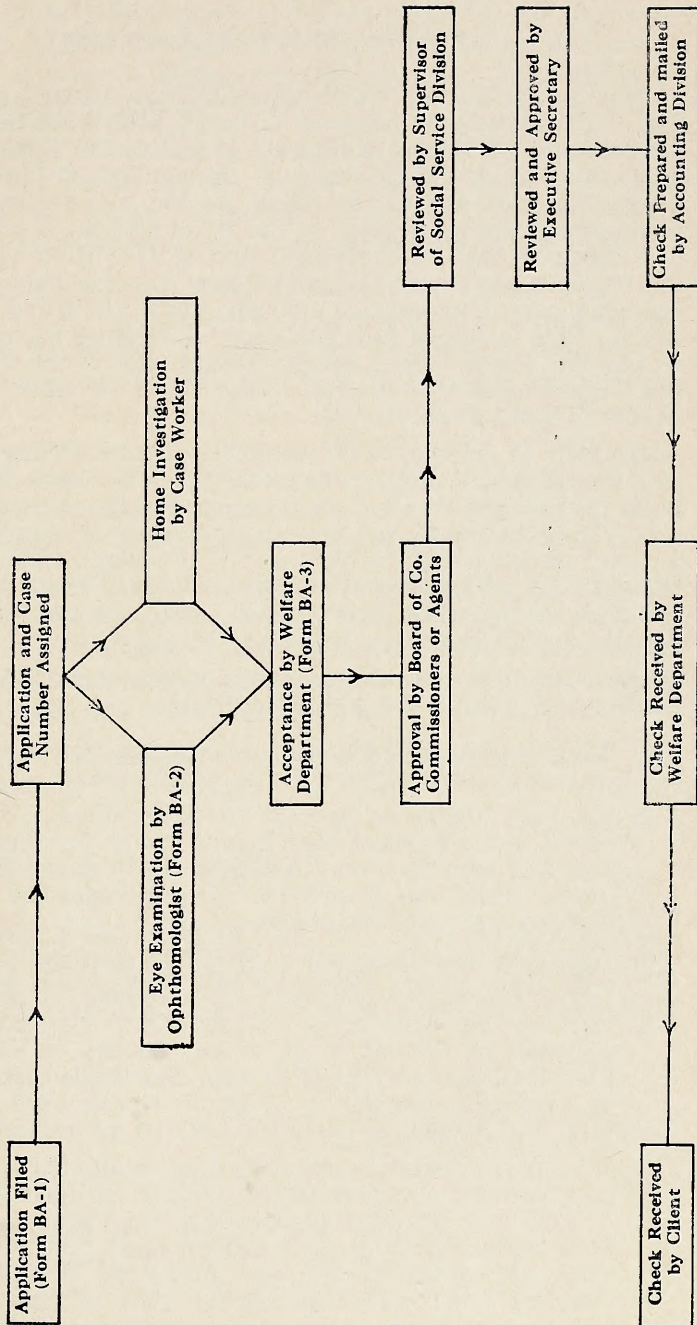 Application Filed
(Form BA-1)
Application and Case
Number Assigned
Eye Examination by
Ophthomologist (Form BA-2)
Home Investigation
by Case Worker
Acceptance by Welfare
Department (Form BA-3)
Approval by Board of Co.
Commissioners or Agents
Reviewed by Supervisor
of Social Service Division
Reviewed and Approved by
Executive Secretary
Check Prepared and mailed
by Accounting Division
Check Received by
Welfare Department
Check Received
by Client